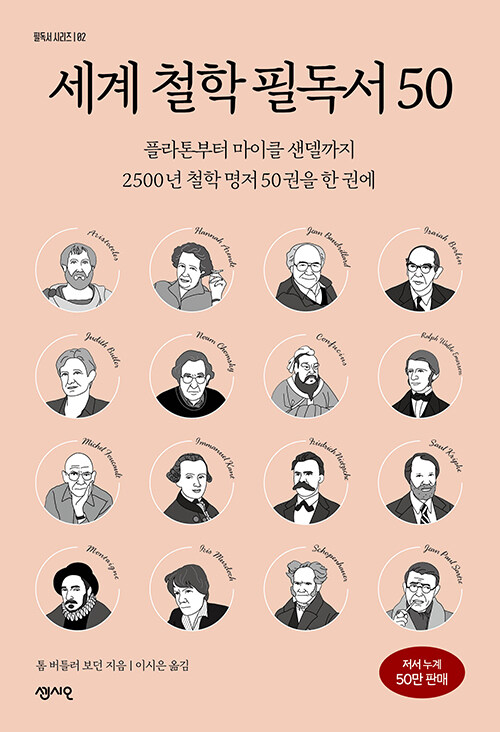 필독서 시리즈 | 02
세계 철학 필독서 50
플라톤부터 마이클 샌델까지
2500년 철학 명저 50권을 한 권에
Aristoteles
Hannah Arendt
Jean Baudrillard
Isaiah Berlin
Judith Butler
Noam Chomsky
Confucius
Ralph Waldo Emerson
Michel Foucault
Immanuel Kant
Friedrich Nietzsche
Saul Kripke
Montaigne
Iris Murdoch
Schopenhauer
Jean Paul Sartre
톰 버틀러 보던 지음 | 이시은 옮김
저서 누계
50만 판매
센시오